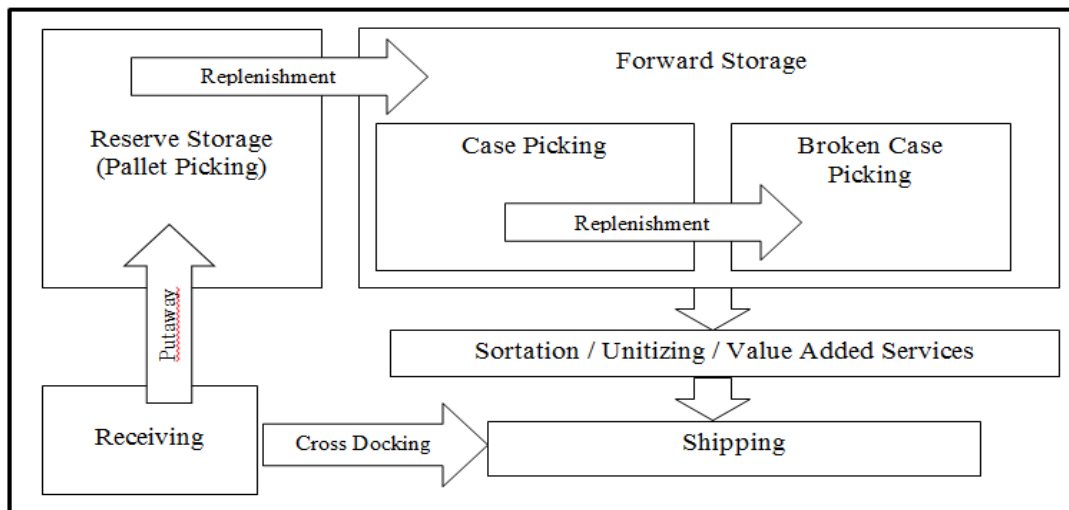 Replenishment
Forward Storage
Reserve Storage
(Pallet Picking)
Case Picking
Broken Case
Picking
Replenishment
Putaway
Sortation / Unitizing / Value Added Services
Receiving
Cross Docking
Shipping